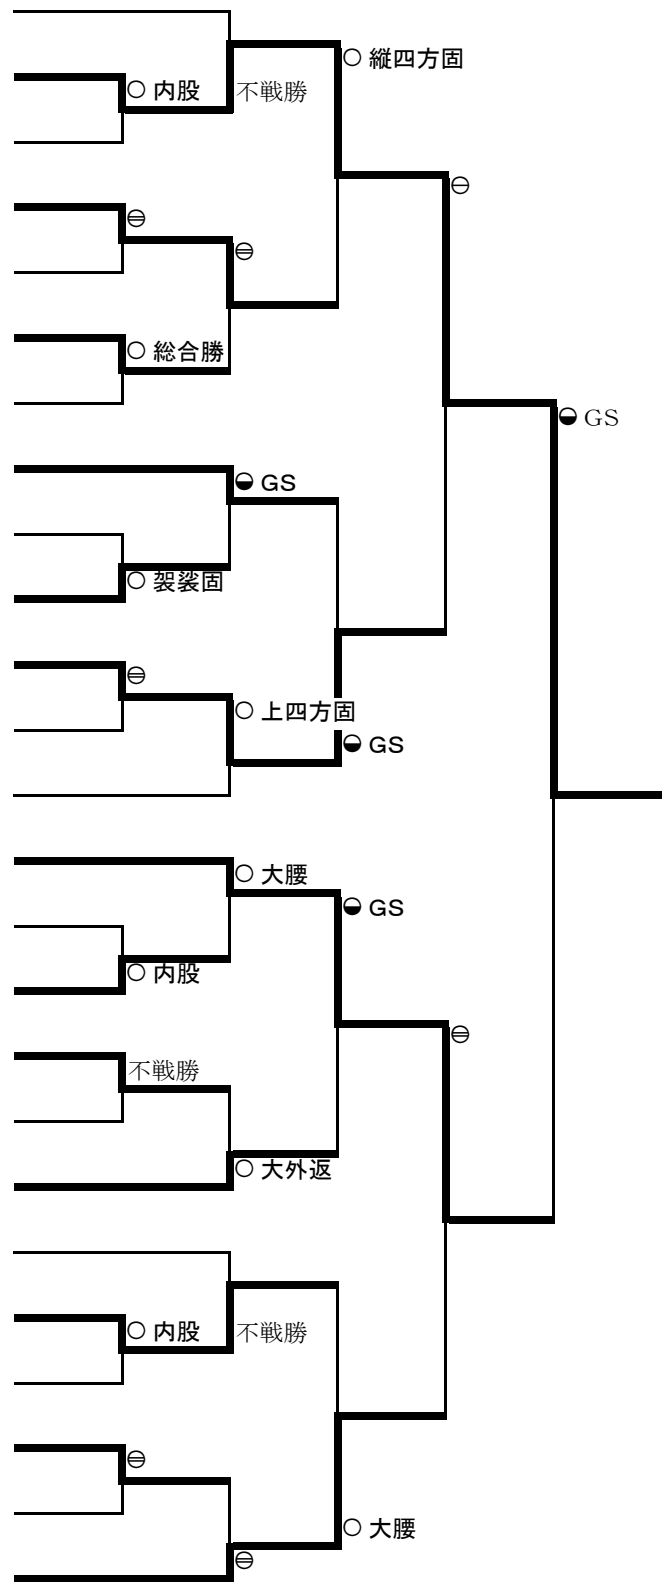 ○ 縦四方固
○ 内股
不戦勝
⊖
⊜
⊜
○ 総合勝
◒ GS
◒ GS
○ 袈裟固
⊜
○ 上四方固
◒ GS
○ 大腰
◒ GS
○ 内股
⊜
不戦勝
○ 大外返
○ 内股
不戦勝
⊜
○ 大腰
⊜